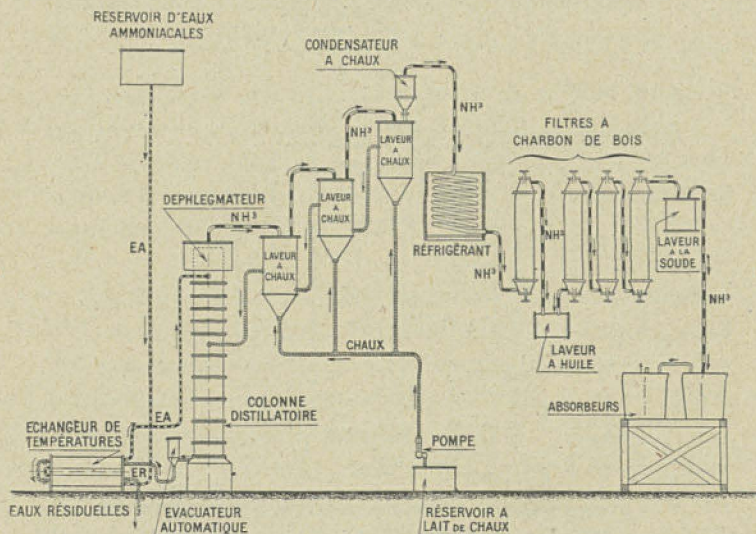 RESERVOIR D'EAUX
AMMONIACALES
CONDENSATEUR
A CHAUX
NH³
NH³
LAVEUR
A
CHAUX
FILTRES A
CHARBON DE BOIS
DEPHLEGMATEUR
NH³
LAVEUR
A
CHAUX
LAVEUR
A
CHAUX
EA
RÉFRIGÉRANT
NH³
NH³
LAVEUR
A LA
SOUDE
NH³
CHAUX
LAVEUR
A HUILE
EA
COLONNE
DISTILLATOIRE
ABSORBEURS
ECHANGEUR DE
TEMPÉRATURES
ER
POMPE
EAUX RÉSIDUELLES
EVACUATEUR
AUTOMATIQUE
RÉSERVOIR A
LAIT DE CHAUX